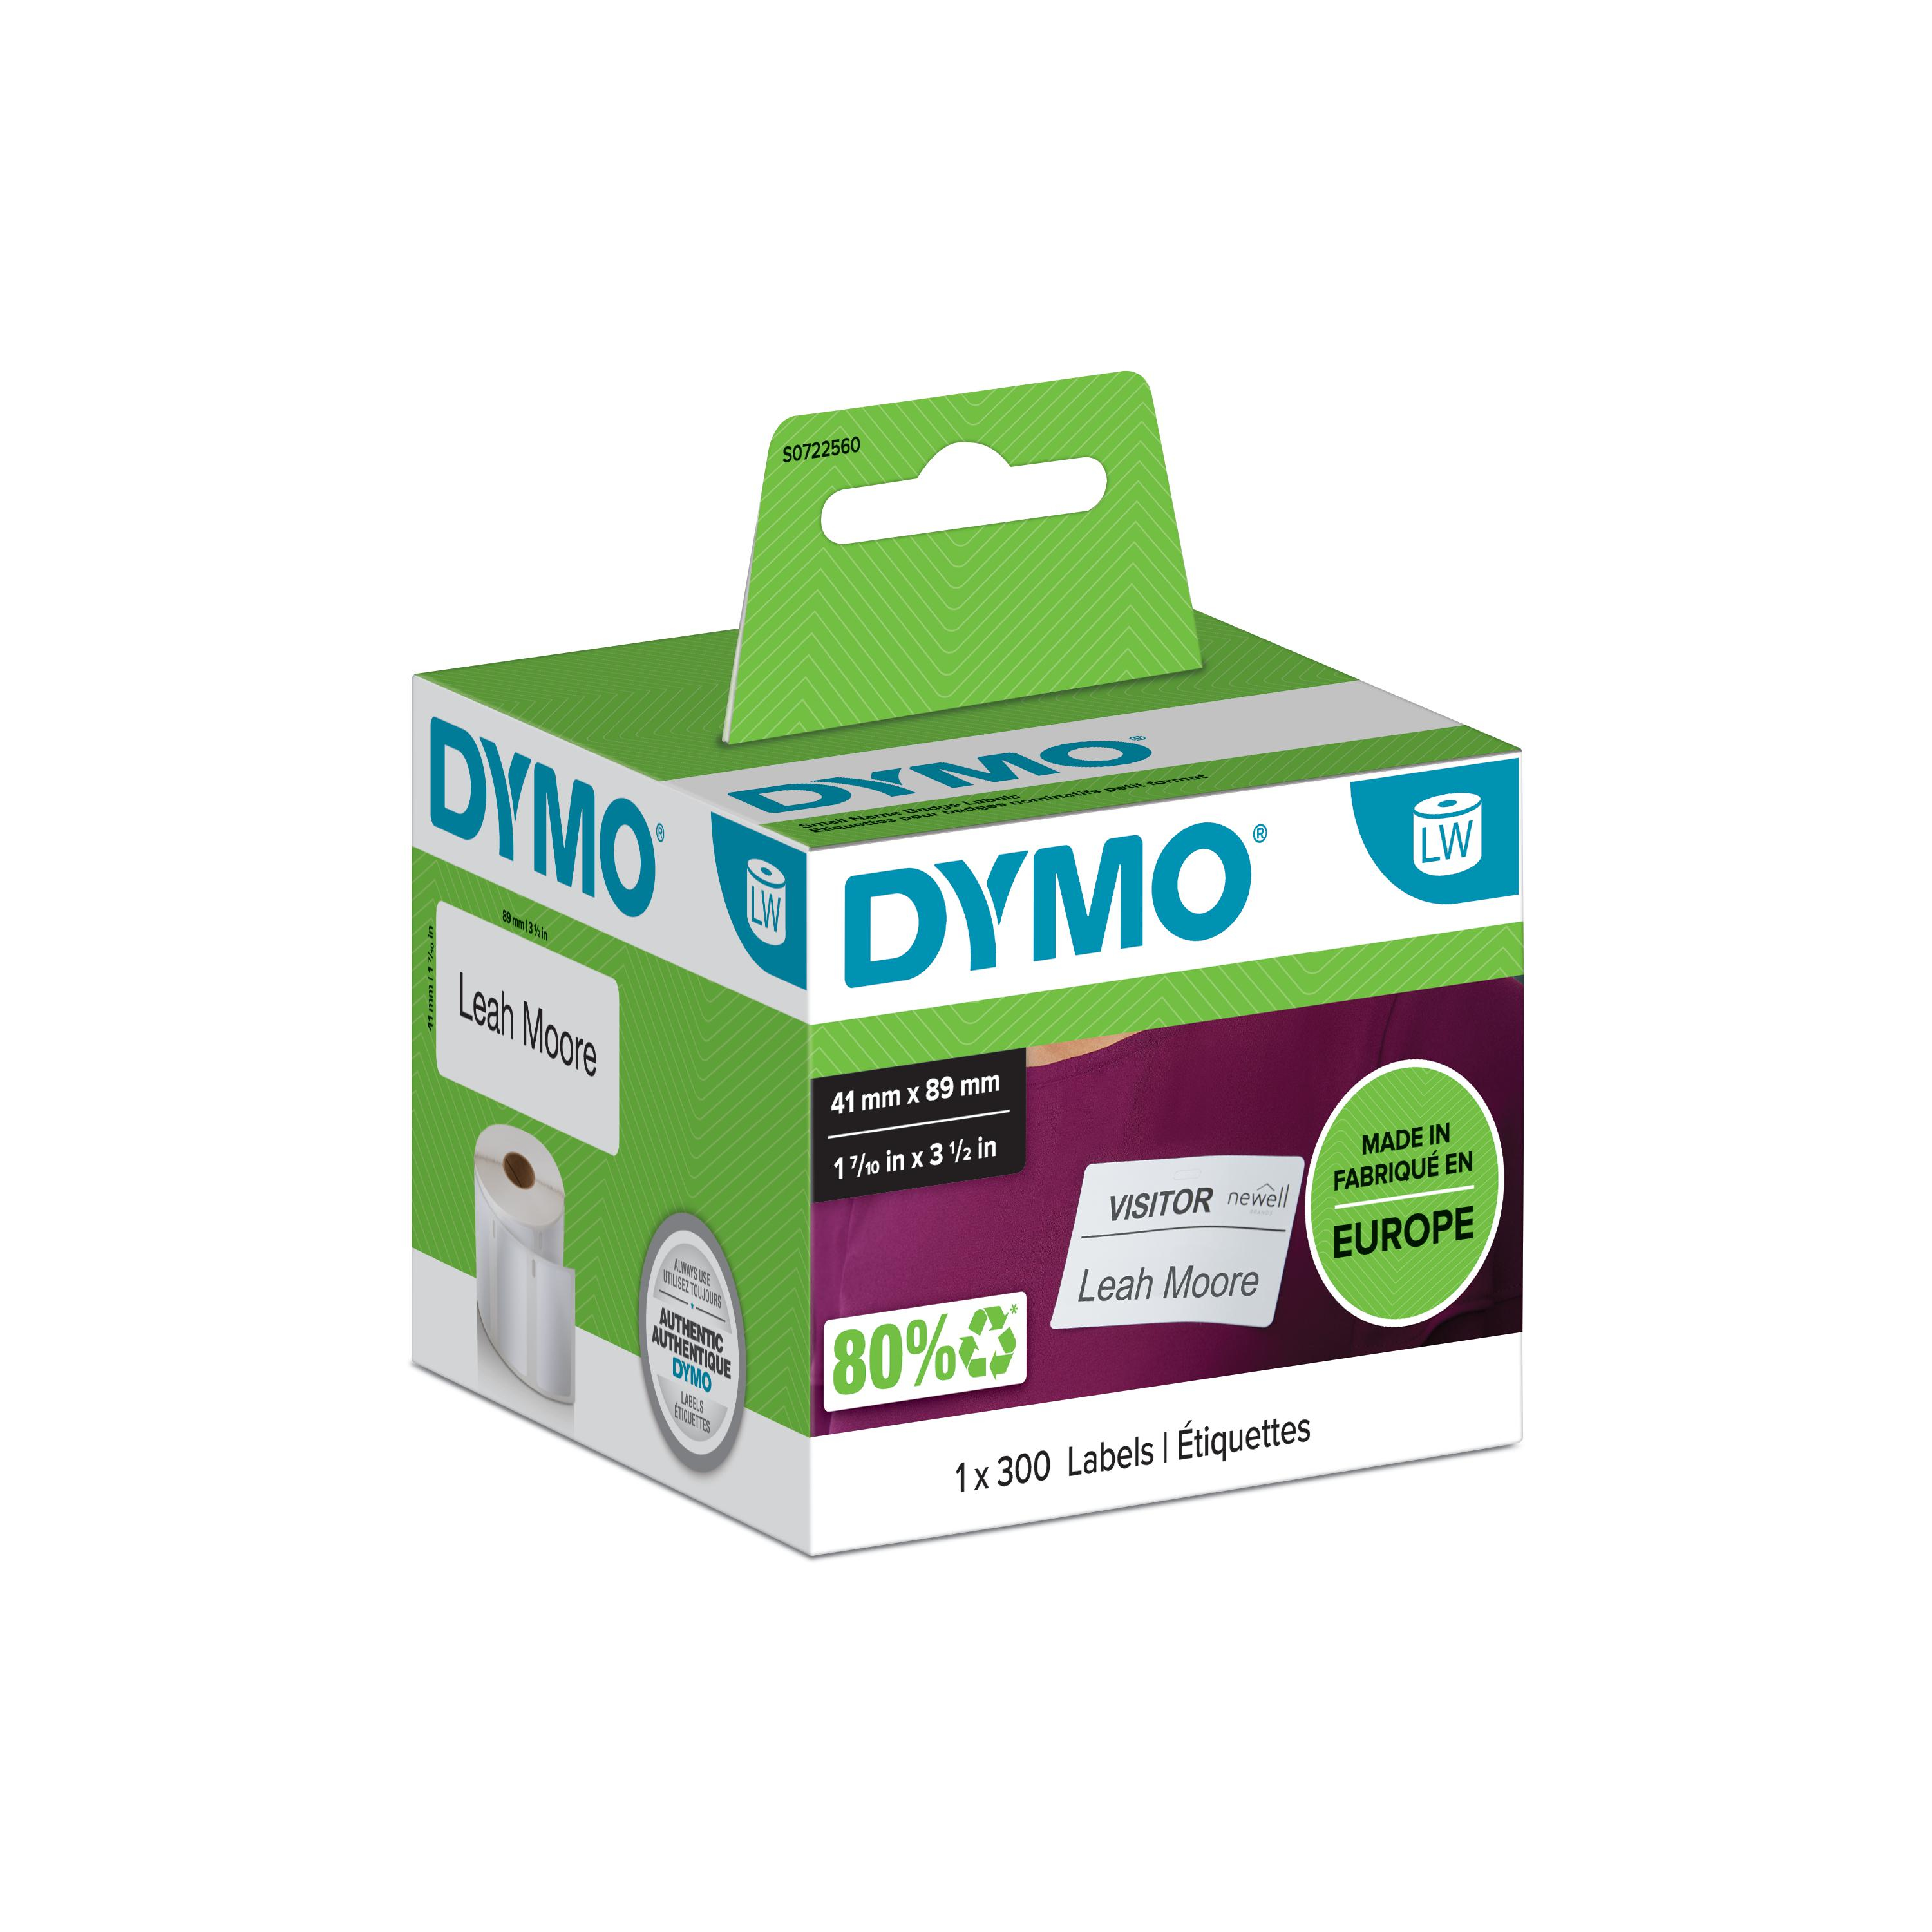 S0722560
DYMO®
Small Name Badge Labels
Étiquettes pour badges nominatifs petit format
DYMO®
LW
89 mm | 3 ½ in
41 mm | 1 7/10 in
Leah Moore
ALWAYS USE
UTILISEZ TOUJOURS
AUTHENTIC
AUTHENTIQUE
DYMO
LABELS
ÉTIQUETTES
DYMO®
LW
41 mm x 89 mm
1 7/10 in x 3 1/2 in
VISITOR newell
BRANDS
Leah Moore
MADE IN
FABRIQUÉ EN
EUROPE
80%*
1 x 300 Labels | Étiquettes